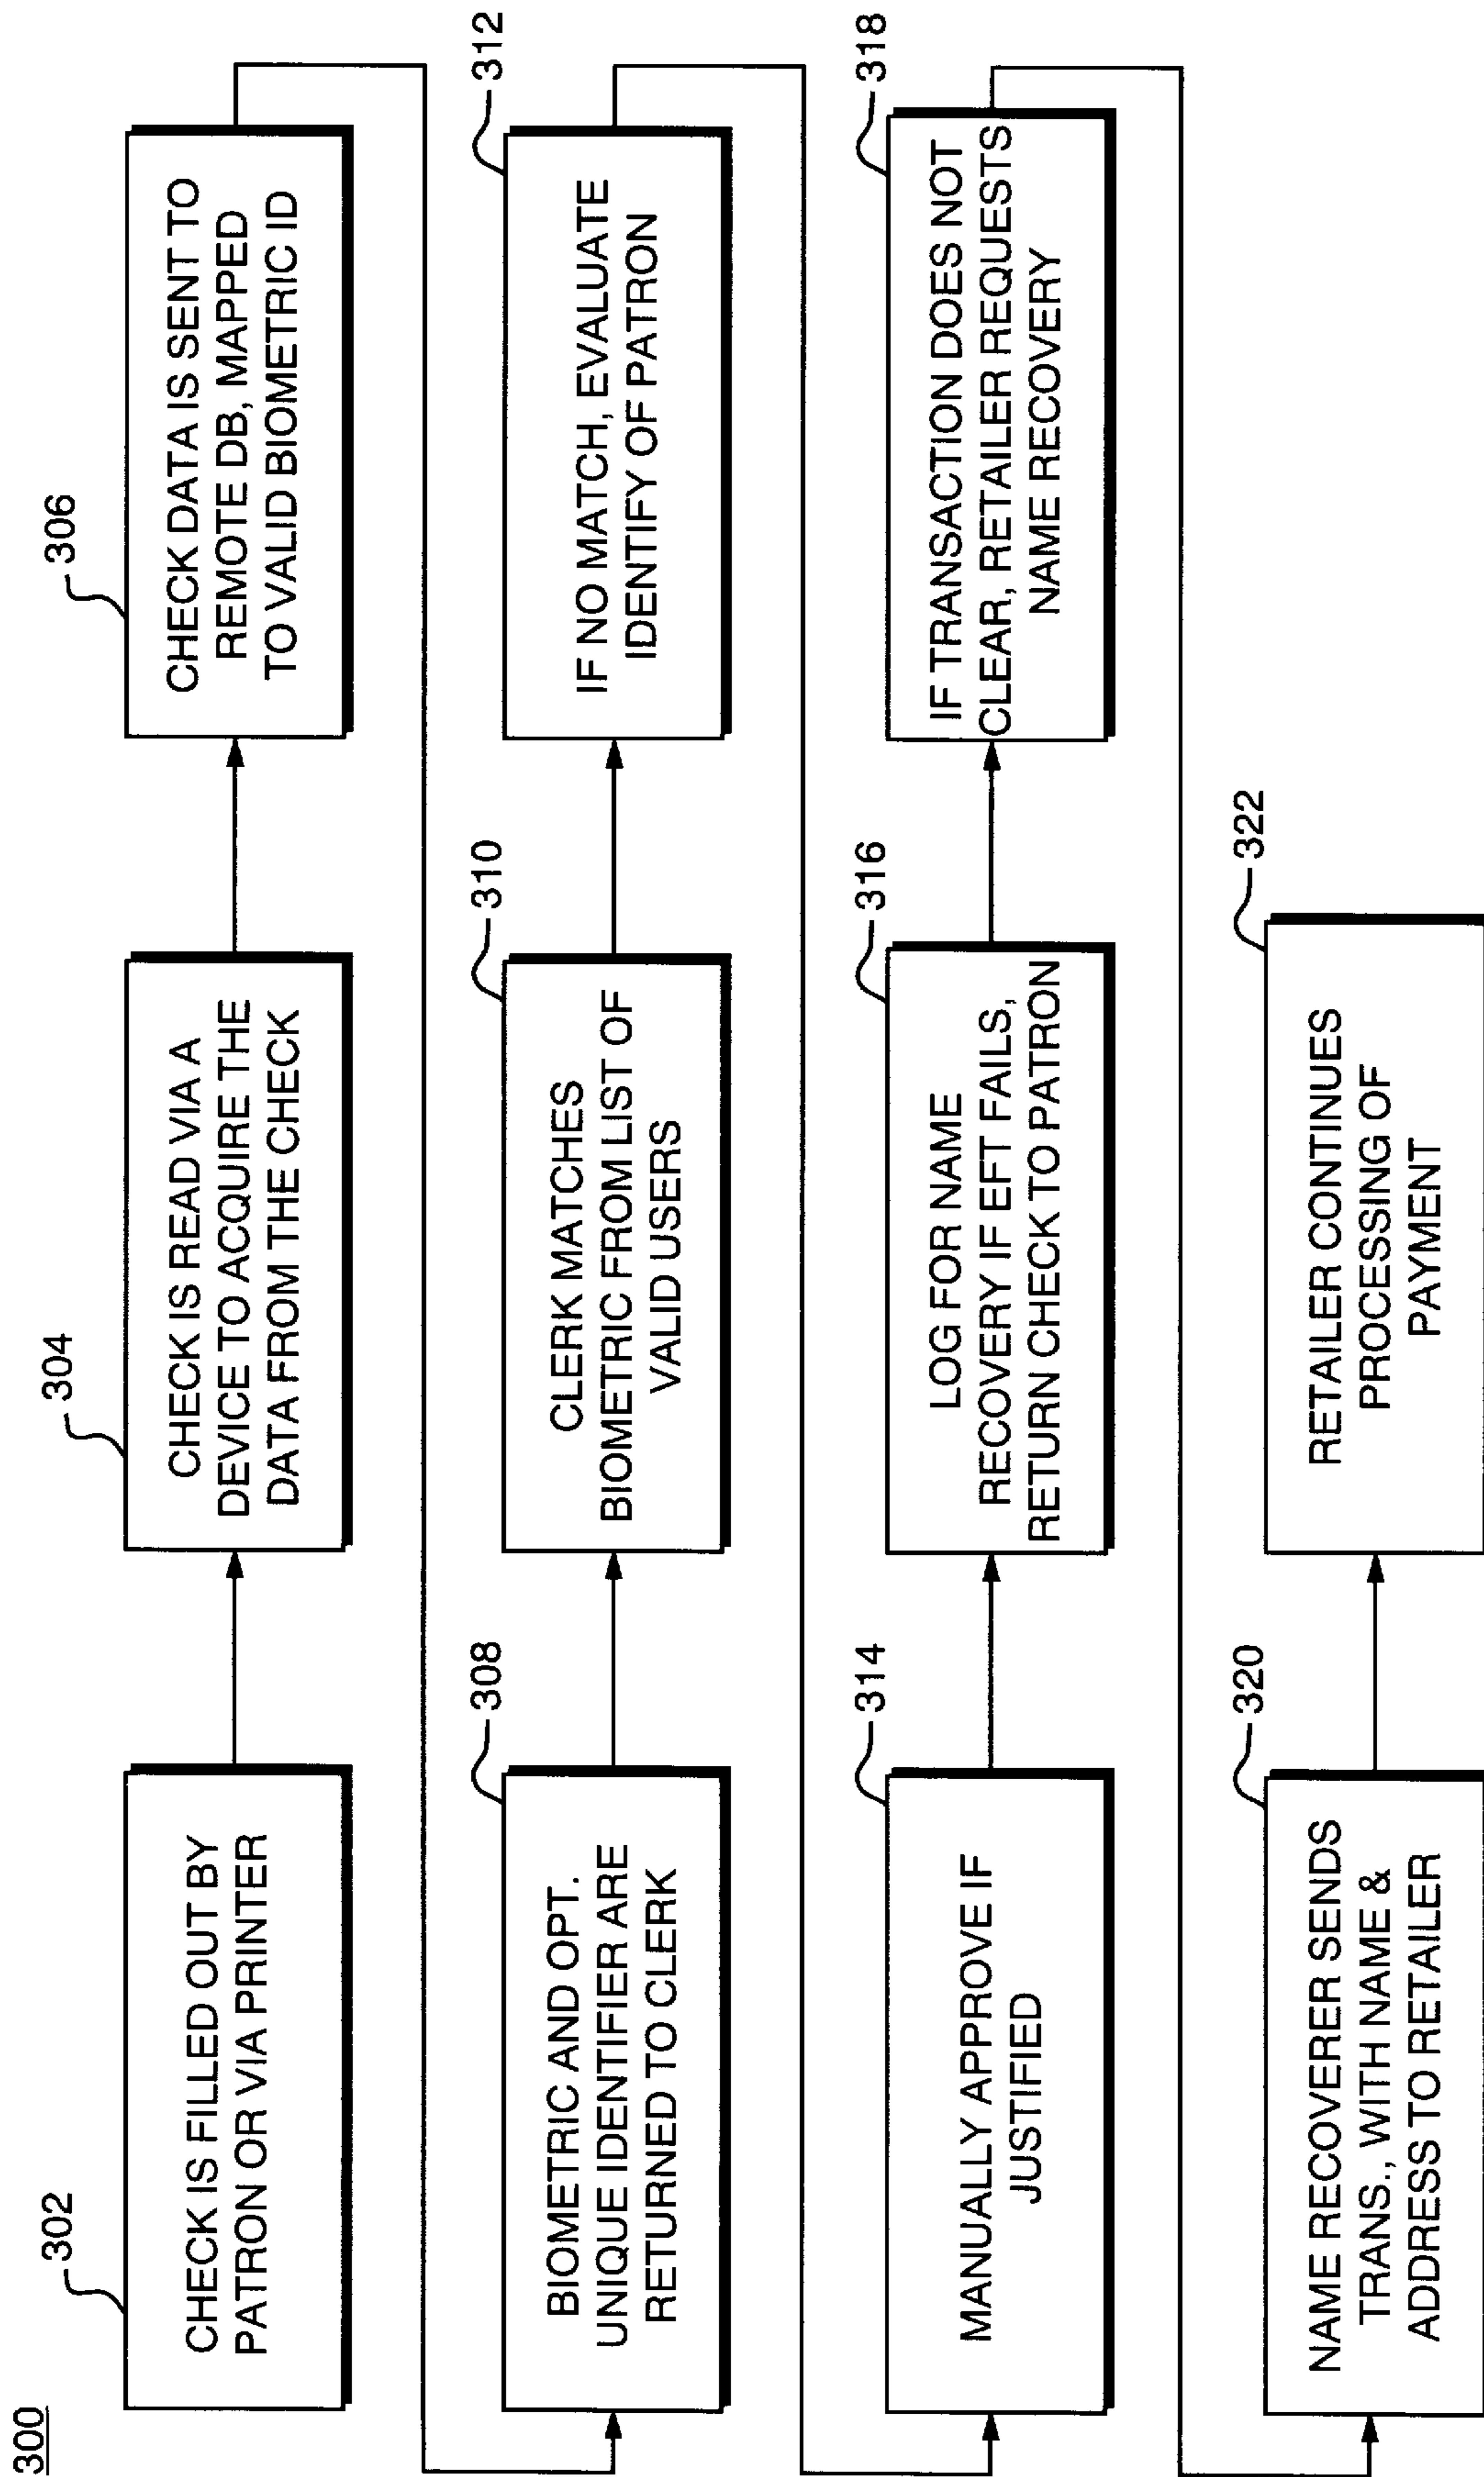 300
302
CHECK IS FILLED OUT BY
PATRON OR VIA PRINTER
304
CHECK IS READ VIA A
DEVICE TO ACQUIRE THE
DATA FROM THE CHECK
306
CHECK DATA IS SENT TO
REMOTE DB, MAPPED
TO VALID BIOMETRIC ID
308
BIOMETRIC AND OPT.
UNIQUE IDENTIFIER ARE
RETURNED TO CLERK
310
CLERK MATCHES
BIOMETRIC FROM LIST OF
VALID USERS
312
IF NO MATCH, EVALUATE
IDENTIFY OF PATRON
314
MANUALLY APPROVE IF
JUSTIFIED
316
LOG FOR NAME
RECOVERY IF EFT FAILS,
RETURN CHECK TO PATRON
318
IF TRANSACTION DOES NOT
CLEAR, RETAILER REQUESTS
NAME RECOVERY
320
NAME RECOVERER SENDS
TRANS., WITH NAME &
ADDRESS TO RETAILER
322
RETAILER CONTINUES
PROCESSING OF
PAYMENT